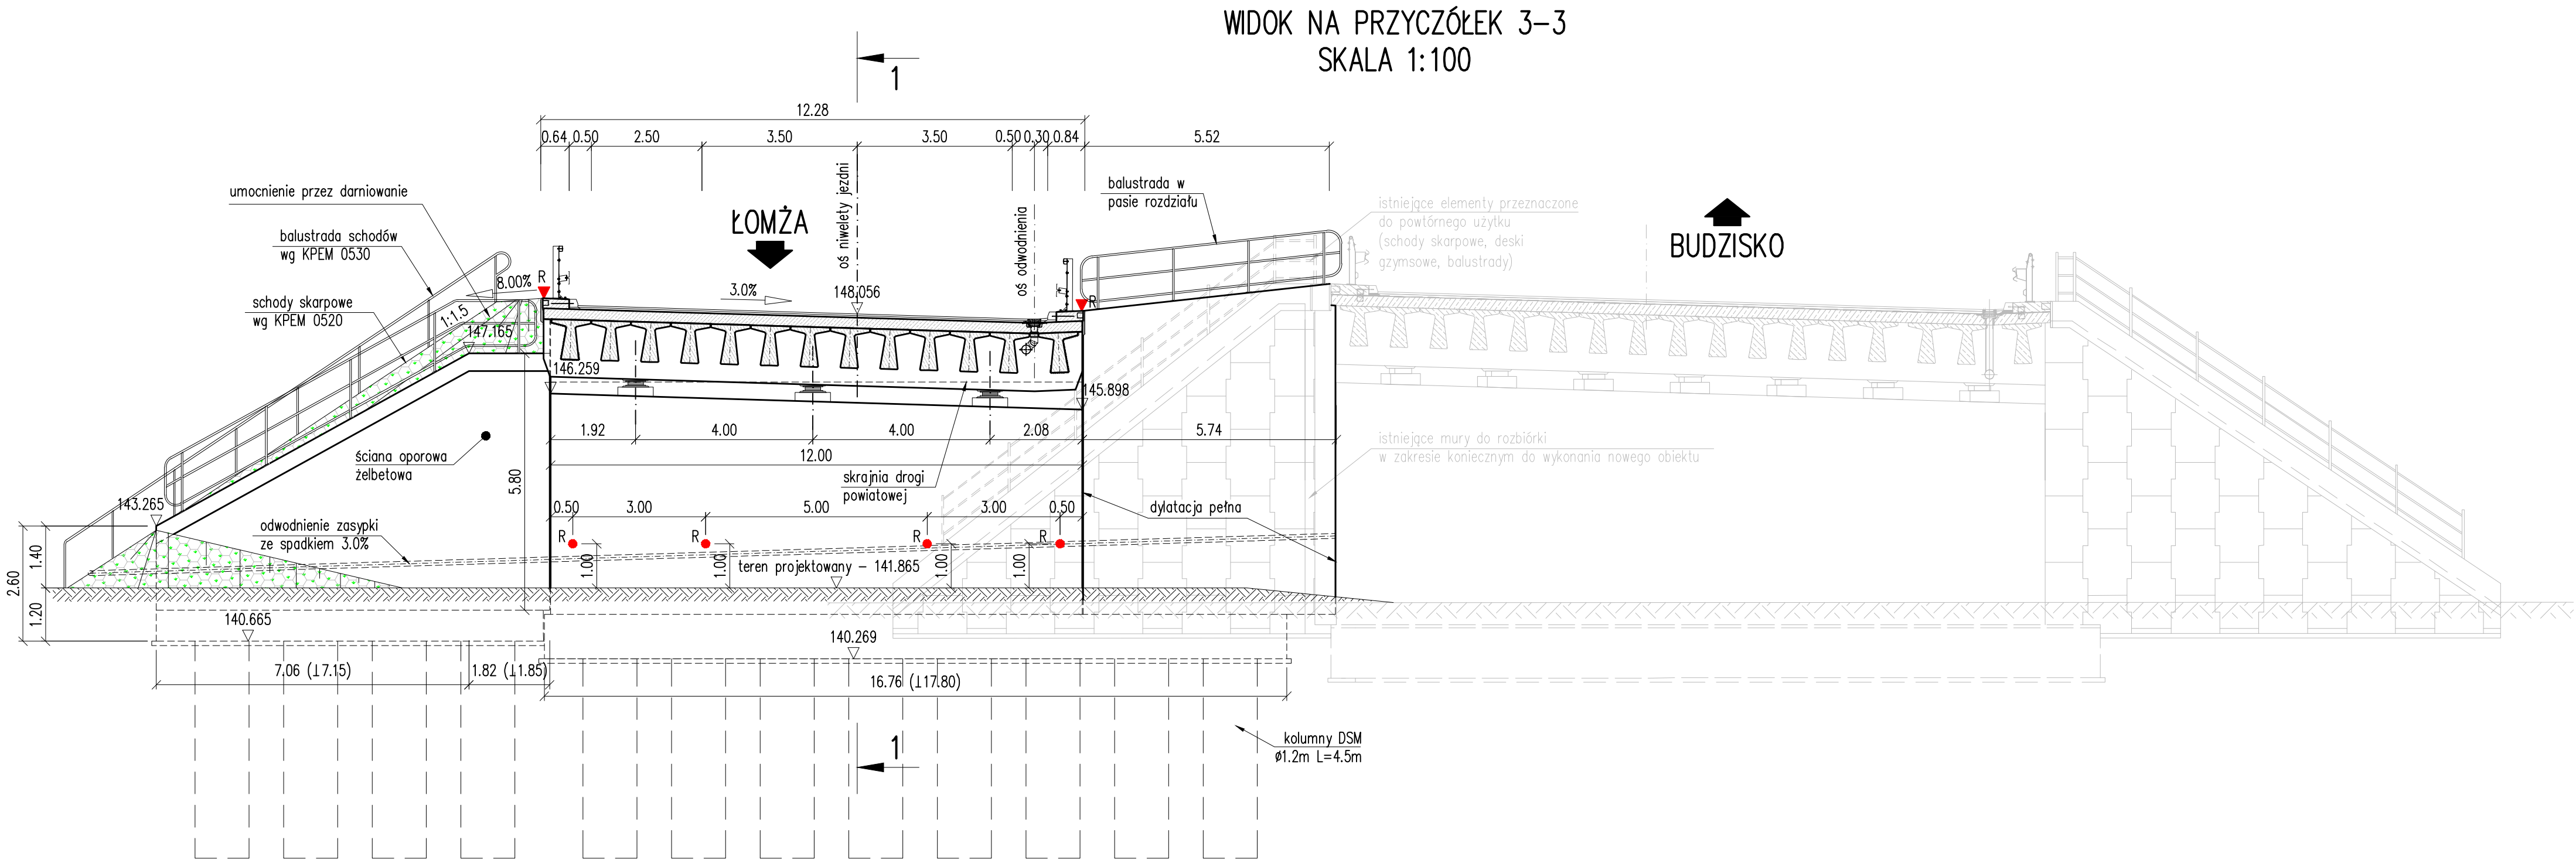 WIDOK NA PRZYCZÓŁEK 3-3
SKALA 1:100
1
12.28
0.64 0.50 2.50 3.50 3.50 0.50 0.30 0.84 5.52
umocnienie przez darniowanie
balustrada schodów
wg KPEM 0530
schody skarpowe
wg KPEM 0520
ŁOMŻA
oś niwelety jezdni
oś odwodnienia
balustrada w
pasie rozdziału
istniejące elementy przeznaczone
do powtórnego użytku
(schody skarpowe, deski
gzymsowe, balustrady)
BUDZISKO
8.00%
R
3.0%
148.056
R
1:1.5
147.165
146.259
145.898
1.92 4.00 4.00 2.08 5.74
12.00
istniejące mury do rozbiórki
w zakresie koniecznym do wykonania nowego obiektu
ściana oporowa
żelbetowa
5.80
skrajnia drogi
powiatowej
143.265
0.50 3.00 5.00 3.00 0.50
dylatacja pełna
odwodnienie zasypki
ze spadkiem 3.0%
R R R R
1.00 1.00 1.00 1.00
teren projektowany - 141.865
2.60
1.40
1.20
140.665
140.269
7.06 (⊥7.15) 1.82 (⊥1.85)
16.76 (⊥17.80)
1
kolumny DSM
ø1.2m L=4.5m